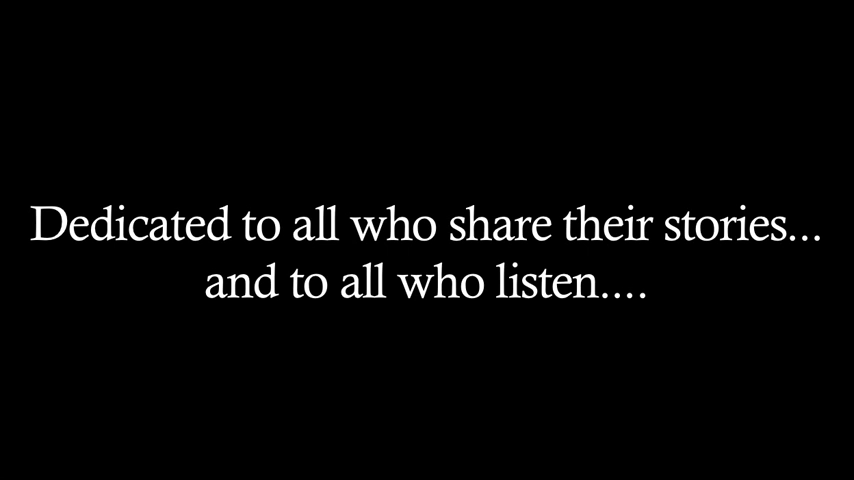 Dedicated to all who share their stories...
and to all who listen....